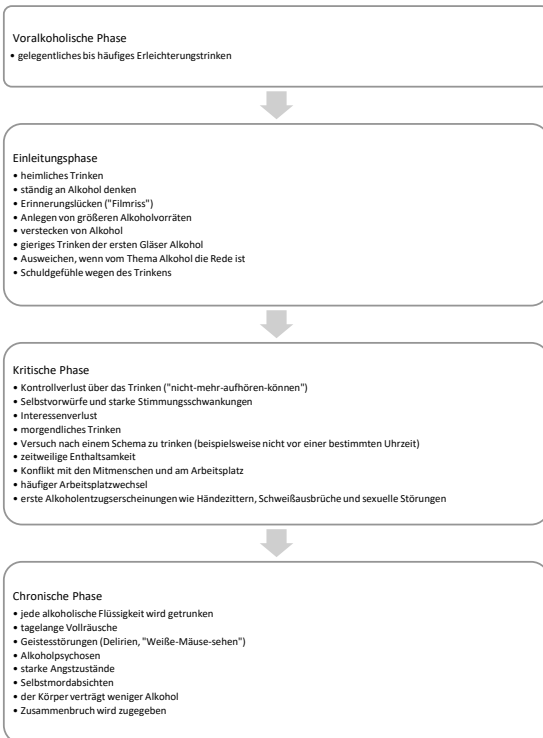 Voralkoholische Phase
• gelegentliches bis häufiges Erleichterungstrinken
Einleitungsphase
• heimliches Trinken
• ständig an Alkohol denken
• Erinnerungslücken ("Filmriss")
• Anlegen von größeren Alkoholvorräten
• verstecken von Alkohol
• gieriges Trinken der ersten Gläser Alkohol
• Ausweichen, wenn vom Thema Alkohol die Rede ist
• Schuldgefühle wegen des Trinkens
Kritische Phase
• Kontrollverlust über das Trinken ("nicht-mehr-aufhören-können")
• Selbstvorwürfe und starke Stimmungsschwankungen
• Interessenverlust
• morgendliches Trinken
• Versuch nach einem Schema zu trinken (beispielsweise nicht vor einer bestimmten Uhrzeit)
• zeitweilige Enthaltsamkeit
• Konflikt mit den Mitmenschen und am Arbeitsplatz
• häufiger Arbeitsplatzwechsel
• erste Alkoholentzugserscheinungen wie Händezittern, Schweißausbrüche und sexuelle Störungen
Chronische Phase
• jede alkoholische Flüssigkeit wird getrunken
• tagelange Vollräusche
• Geistesstörungen (Delirien, "Weiße-Mäuse-sehen")
• Alkoholpsychosen
• starke Angstzustände
• Selbstmordabsichten
• der Körper verträgt weniger Alkohol
• Zusammenbruch wird zugegeben